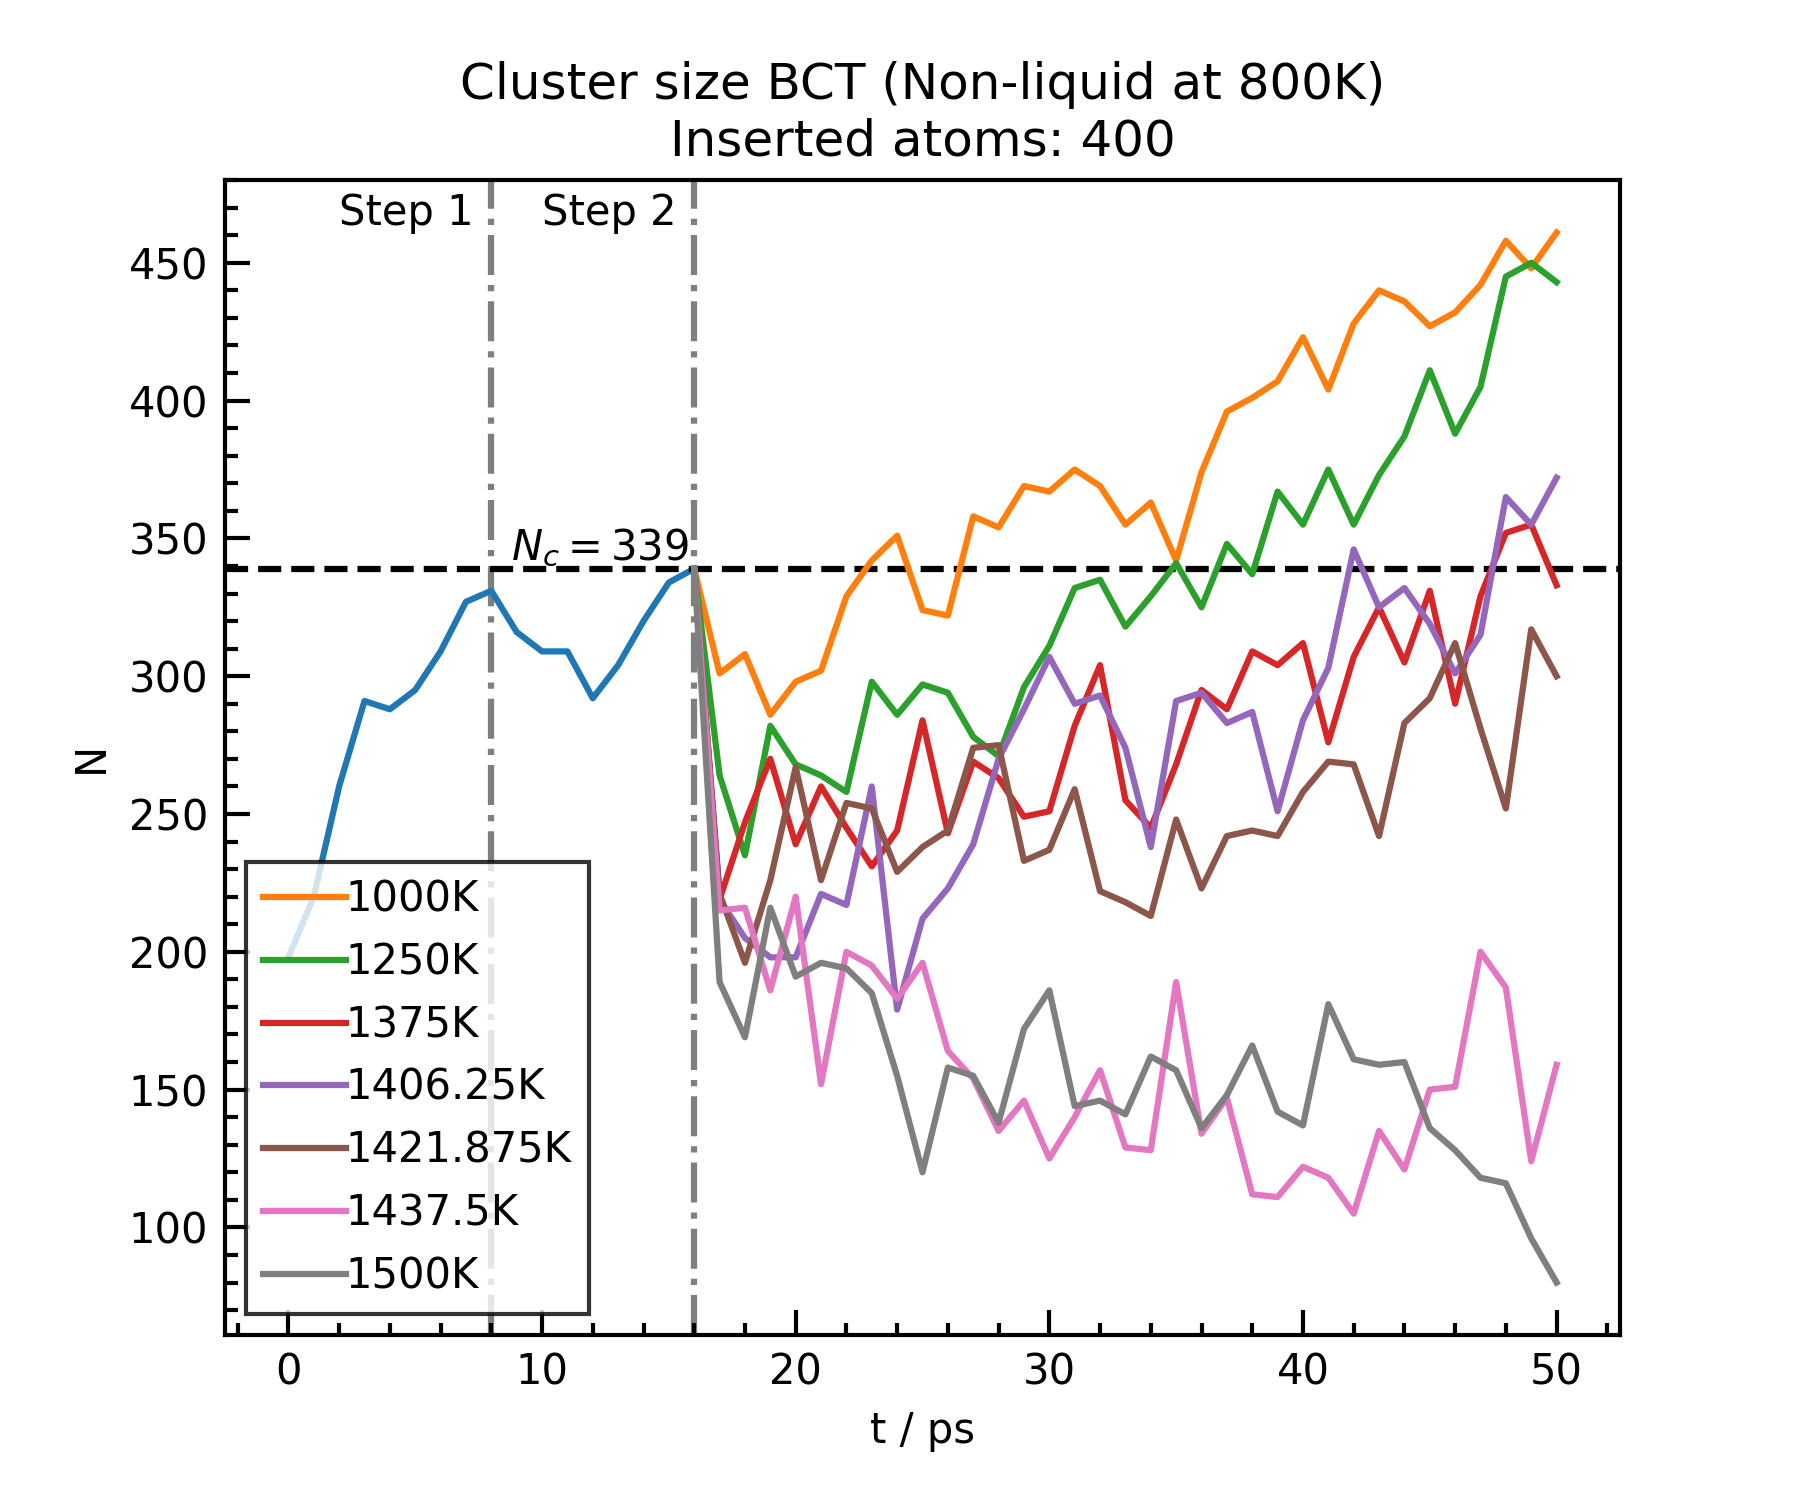 Cluster size BCT (Non-liquid at 800K)
Inserted atoms: 400
Step 1
Step 2
450
400
350
300
250
200
150
100
N
N_c = 339
1000K
1250K
1375K
1406.25K
1421.875K
1437.5K
1500K
0 10 20 30 40 50
t / ps